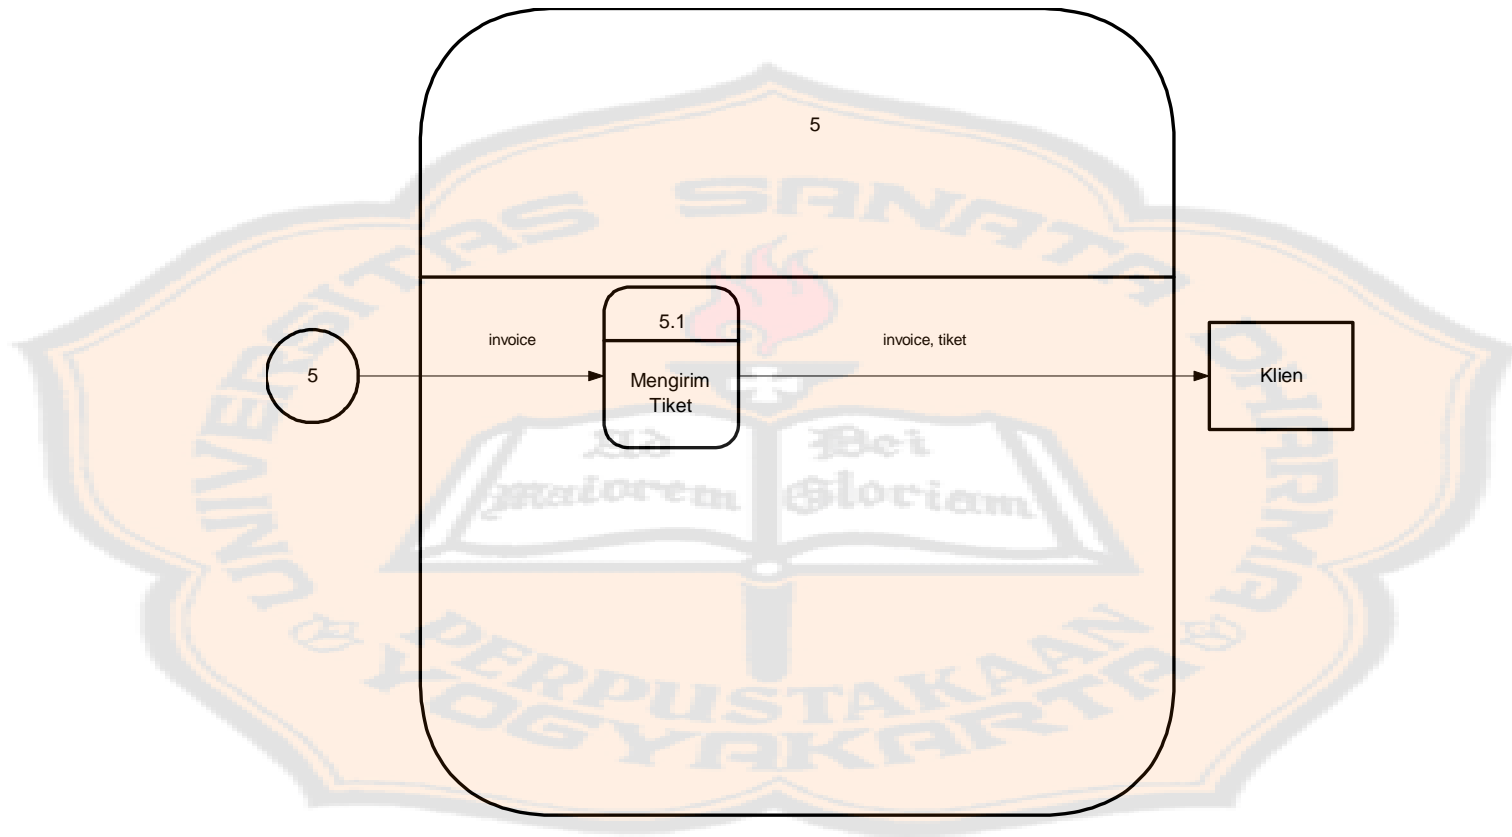 5
UNIVERSITAS SANATA DHARMA
5.1
invoice
invoice, tiket
5
Mengirim
Tiket
Klien
Ad
Dei
Maiorem
Gloriam
PERPUSTAKAAN
YOGYAKARTA